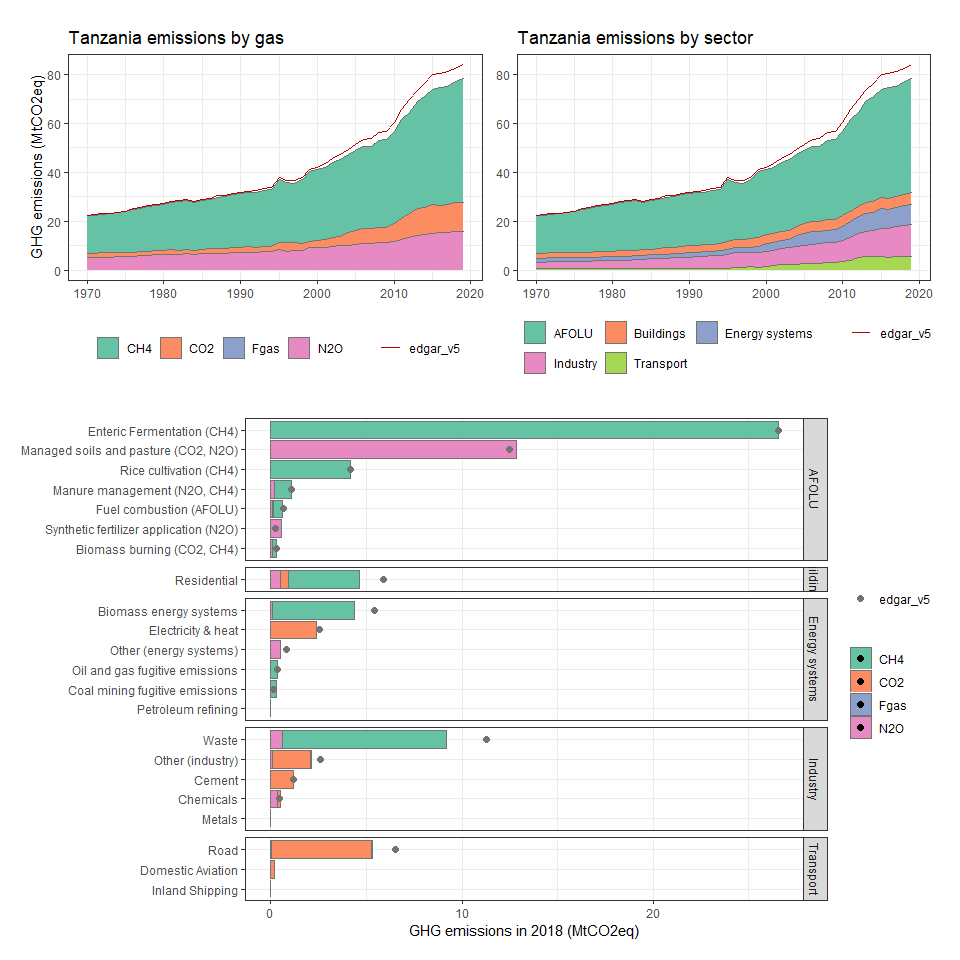 Tanzania emissions by gas
GHG emissions (MtCO2eq)
80
60
40
20
0
1970 1980 1990 2000 2010 2020
CH4 CO2 Fgas N2O edgar_v5
Tanzania emissions by sector
80
60
40
20
0
1970 1980 1990 2000 2010 2020
AFOLU Buildings Energy systems edgar_v5
Industry Transport
Enteric Fermentation (CH4)
Managed soils and pasture (CO2, N2O)
Rice cultivation (CH4)
Manure management (N2O, CH4)
Fuel combustion (AFOLU)
Synthetic fertilizer application (N2O)
Biomass burning (CO2, CH4)
AFOLU
Residential
ildin
Biomass energy systems
Electricity & heat
Other (energy systems)
Oil and gas fugitive emissions
Coal mining fugitive emissions
Petroleum refining
Energy systems
Waste
Other (industry)
Cement
Chemicals
Metals
Industry
Road
Domestic Aviation
Inland Shipping
Transport
0 10 20
GHG emissions in 2018 (MtCO2eq)
edgar_v5
CH4
CO2
Fgas
N2O